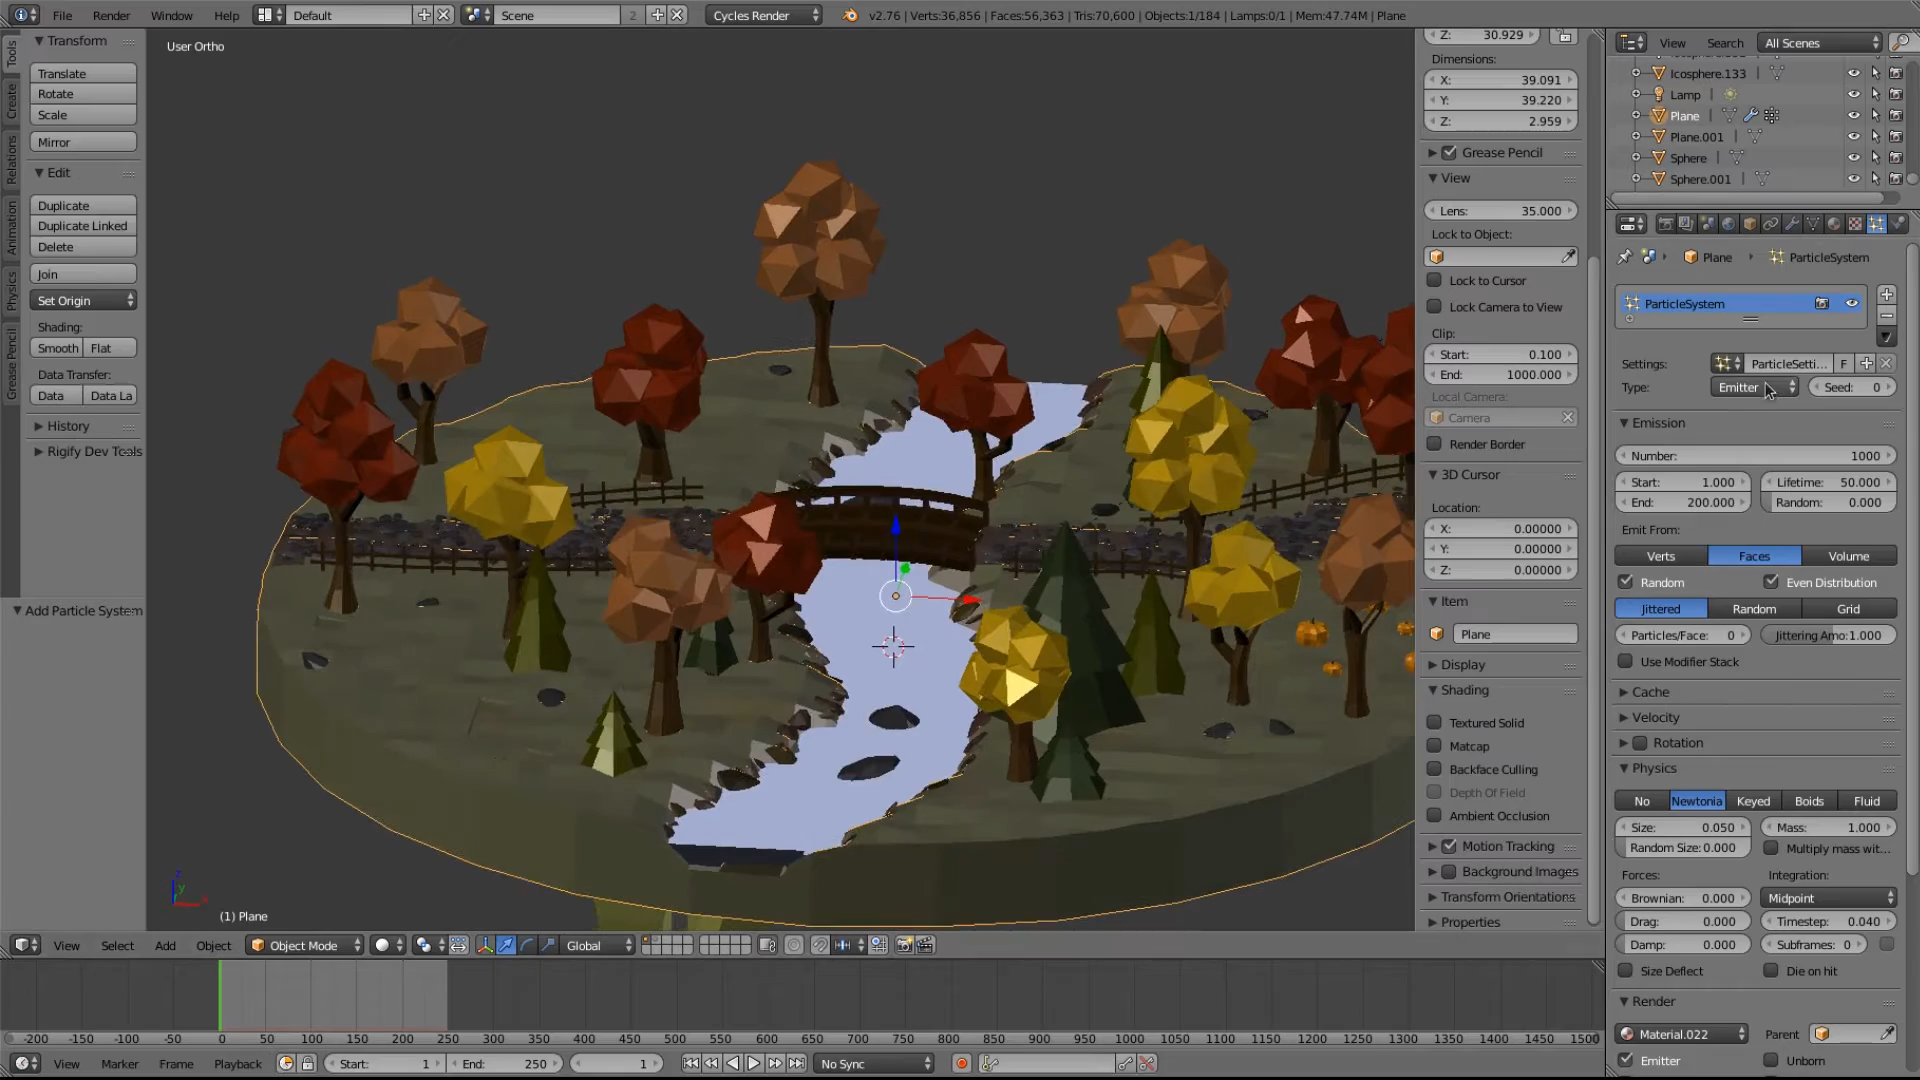 File Render Window Help Default Scene 2 Cycles Render v2.76 | Verts:36,856 | Faces:56,363 | Tris:70,600 | Objects:1/184 | Lamps:0/1 | Mem:47.74M | Plane
Tools
Create
Relations
Animation
Physics
Grease Pencil
Transform
Translate
Rotate
Scale
Mirror
Edit
Duplicate
Duplicate Linked
Delete
Join
Set Origin
Shading:
Smooth Flat
Data Transfer:
Data Data La
History
Rigify Dev Tools
Add Particle System
User Ortho
(1) Plane
z
y
x
Z: 30.929
Dimensions:
X: 39.091
Y: 39.220
Z: 2.959
Grease Pencil
View
Lens: 35.000
Lock to Object:
Lock to Cursor
Lock Camera to View
Clip:
Start: 0.100
End: 1000.000
Local Camera:
Camera
Render Border
3D Cursor
Location:
X: 0.00000
Y: 0.00000
Z: 0.00000
Item
Plane
Display
Shading
Textured Solid
Matcap
Backface Culling
Depth Of Field
Ambient Occlusion
Motion Tracking
Background Images
Transform Orientations
Properties
View Search All Scenes
Icosphere.133
Lamp
Plane
Plane.001
Sphere
Sphere.001
Plane ParticleSystem
ParticleSystem
Settings: ParticleSetti... F
Type: Emitter Seed: 0
Emission
Number: 1000
Start: 1.000 Lifetime: 50.000
End: 200.000 Random: 0.000
Emit From:
Verts Faces Volume
Random Even Distribution
Jittered Random Grid
Particles/Face: 0 Jittering Amo:1.000
Use Modifier Stack
Cache
Velocity
Rotation
Physics
No Newtonia Keyed Boids Fluid
Size: 0.050 Mass: 1.000
Random Size:0.000 Multiply mass wit...
Forces: Integration:
Brownian: 0.000 Midpoint
Drag: 0.000 Timestep: 0.040
Damp: 0.000 Subframes: 0
Size Deflect Die on hit
Render
Material.022 Parent
Emitter Unborn
View Select Add Object Object Mode Global
-200 -150 -100 -50 0 50 100 150 200 250 300 350 400 450 500 550 600 650 700 750 800 850 900 950 1000 1050 1100 1150 1200 1250 1300 1350 1400 1450 1500
View Marker Frame Playback Start: 1 End: 250 1 No Sync